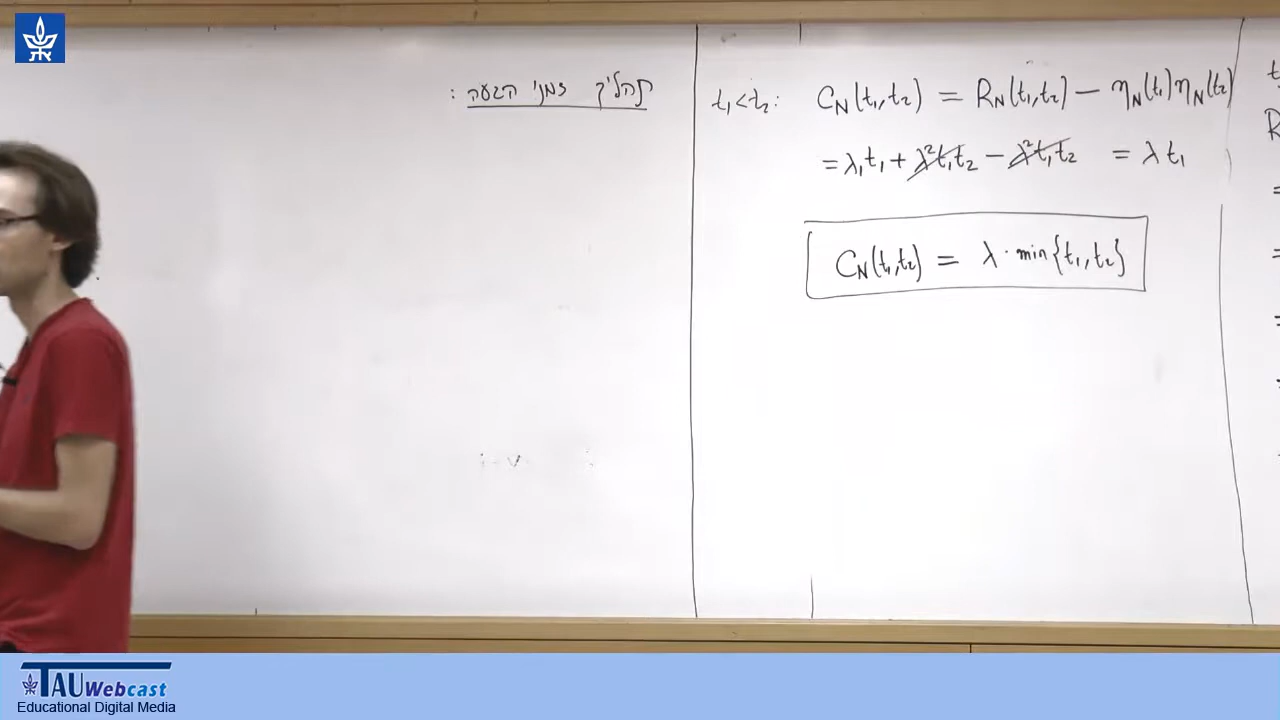 תהליך זמני הגעה:
t₁<t₂: C_N(t₁,t₂) = R_N(t₁,t₂) − η_N(t₁)η_N(t₂)
= λ₁t₁ + λ²t₁t₂ − λ²t₁t₂ = λt₁
C_N(t₁,t₂) = λ·min{t₁,t₂}
TAU Webcast
Educational Digital Media